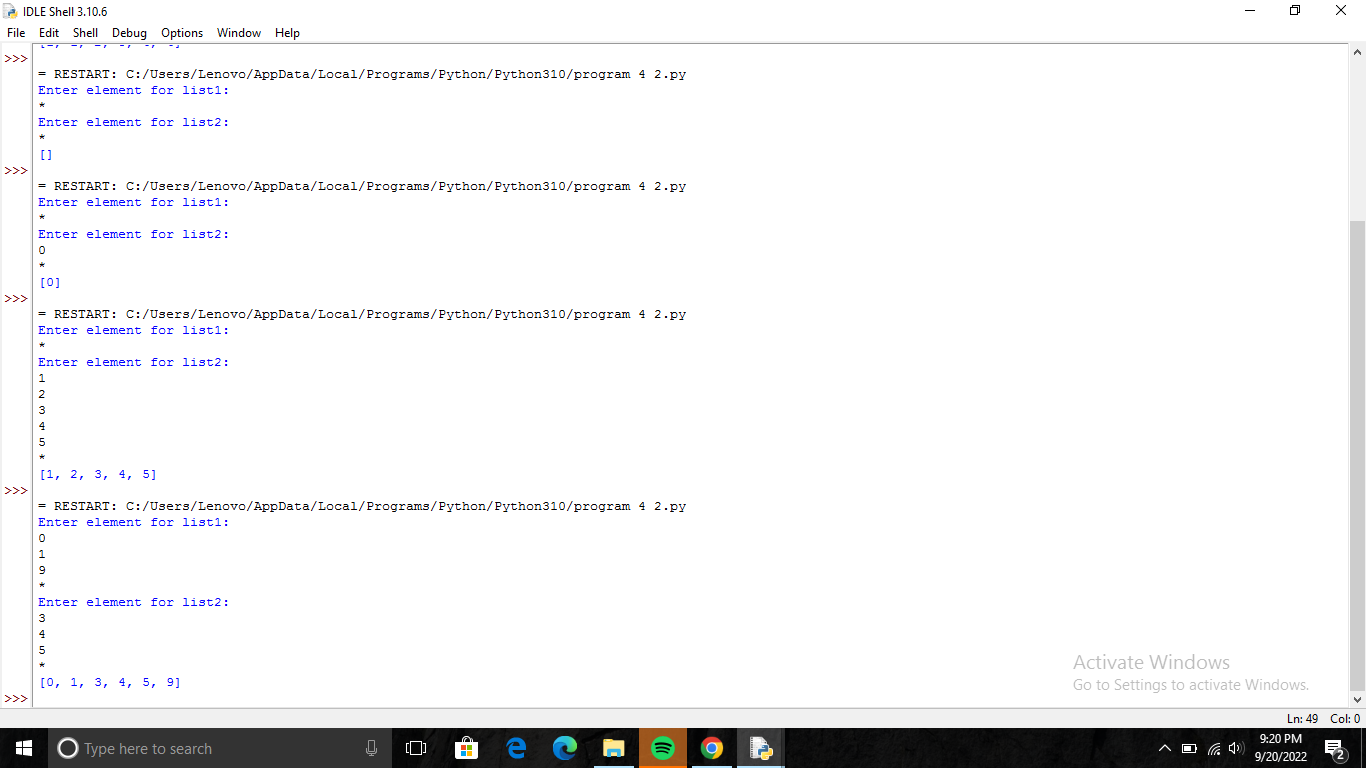 IDLE Shell 3.10.6
File Edit Shell Debug Options Window Help
>>>
= RESTART: C:/Users/Lenovo/AppData/Local/Programs/Python/Python310/program 4 2.py
Enter element for list1:
*
Enter element for list2:
*
[]
>>>
= RESTART: C:/Users/Lenovo/AppData/Local/Programs/Python/Python310/program 4 2.py
Enter element for list1:
*
Enter element for list2:
0
*
[0]
>>>
= RESTART: C:/Users/Lenovo/AppData/Local/Programs/Python/Python310/program 4 2.py
Enter element for list1:
*
Enter element for list2:
1
2
3
4
5
*
[1, 2, 3, 4, 5]
>>>
= RESTART: C:/Users/Lenovo/AppData/Local/Programs/Python/Python310/program 4 2.py
Enter element for list1:
0
1
9
*
Enter element for list2:
3
4
5
*
[0, 1, 3, 4, 5, 9]
>>>
Activate Windows
Go to Settings to activate Windows.
Ln: 49 Col: 0
Type here to search
9:20 PM
9/20/2022
2